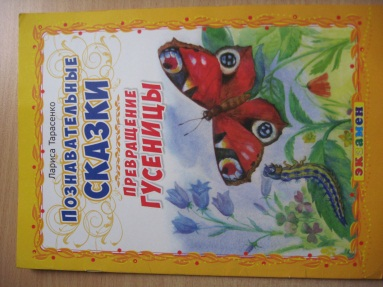 Лариса Тарасенко
ПОЗНАВАТЕЛЬНЫЕ
СКАЗКИ
ПРЕВРАЩЕНИЕ
ГУСЕНИЦЫ
экзамен